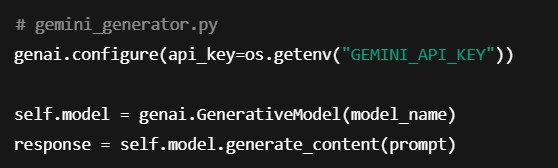 # gemini_generator.py
genai.configure(api_key=os.getenv("GEMINI_API_KEY"))
self.model = genai.GenerativeModel(model_name)
response = self.model.generate_content(prompt)